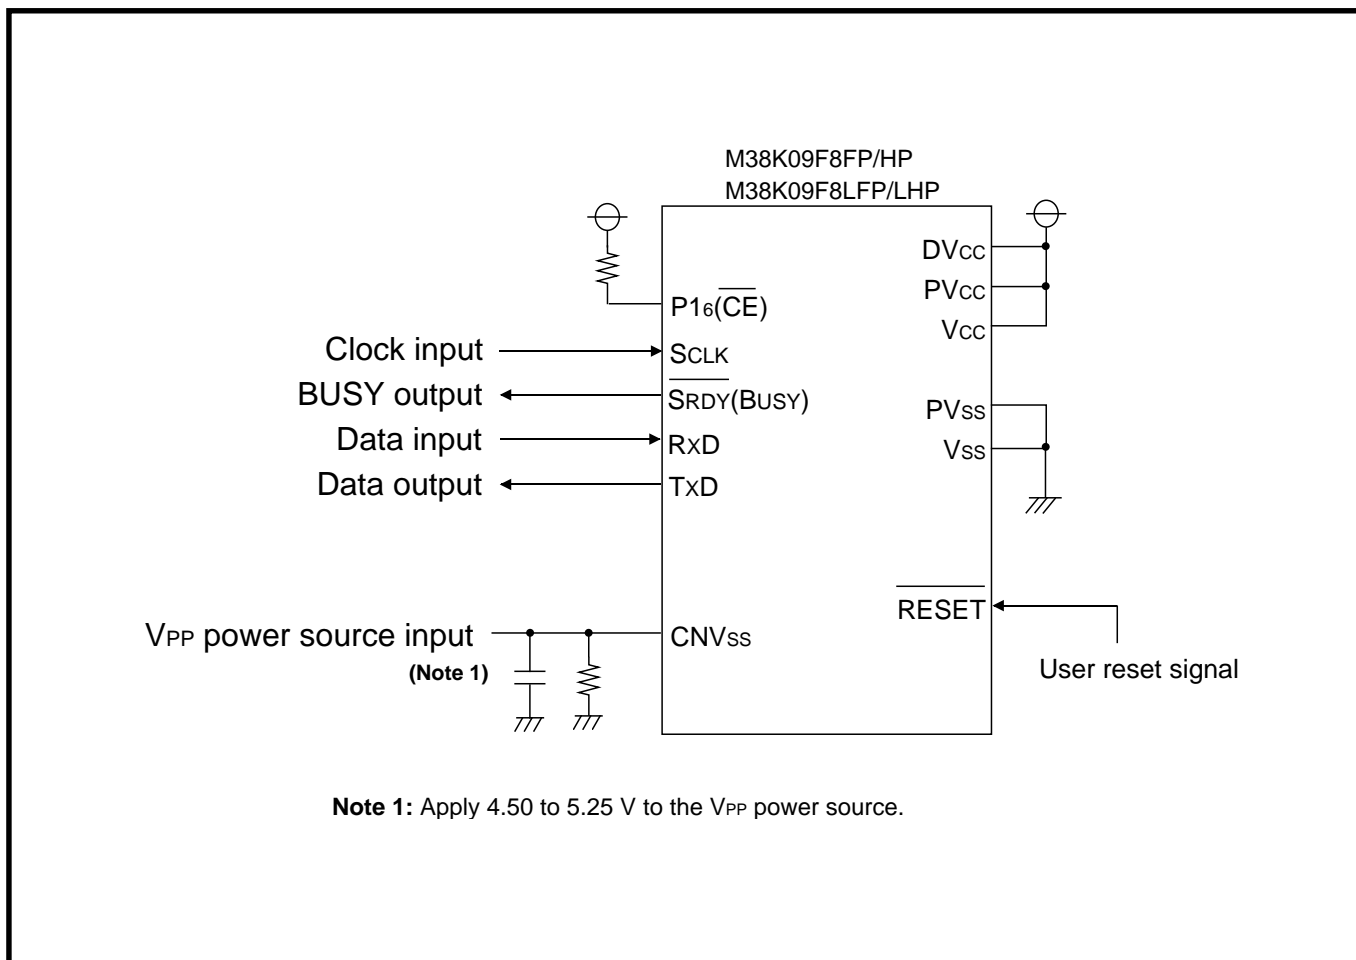 M38K09F8FP/HP
M38K09F8LFP/LHP
P16(CE)
Clock input
SCLK
BUSY output
SRDY(BUSY)
Data input
RXD
Data output
TXD
VPP power source input
(Note 1)
CNVSS
DVCC
PVCC
VCC
PVSS
VSS
RESET
User reset signal
Note 1: Apply 4.50 to 5.25 V to the VPP power source.